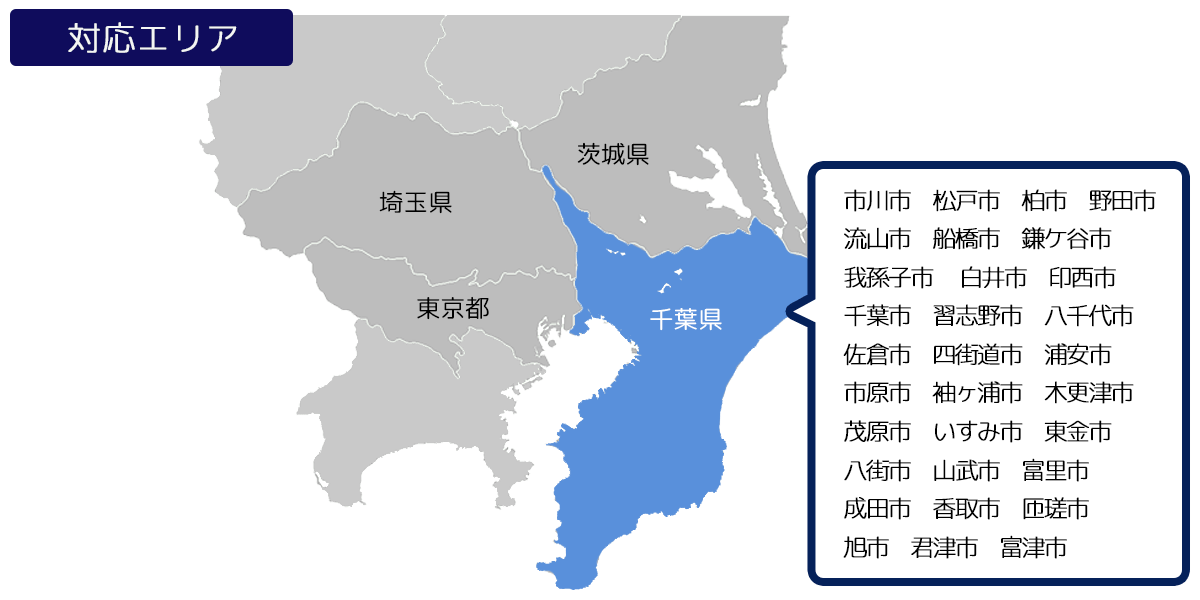 対応エリア
茨城県
埼玉県
東京都
千葉県
市川市 松戸市 柏市 野田市
流山市 船橋市 鎌ケ谷市
我孫子市 白井市 印西市
千葉市 習志野市 八千代市
佐倉市 四街道市 浦安市
市原市 袖ヶ浦市 木更津市
茂原市 いすみ市 東金市
八街市 山武市 富里市
成田市 香取市 匝瑳市
旭市 君津市 富津市